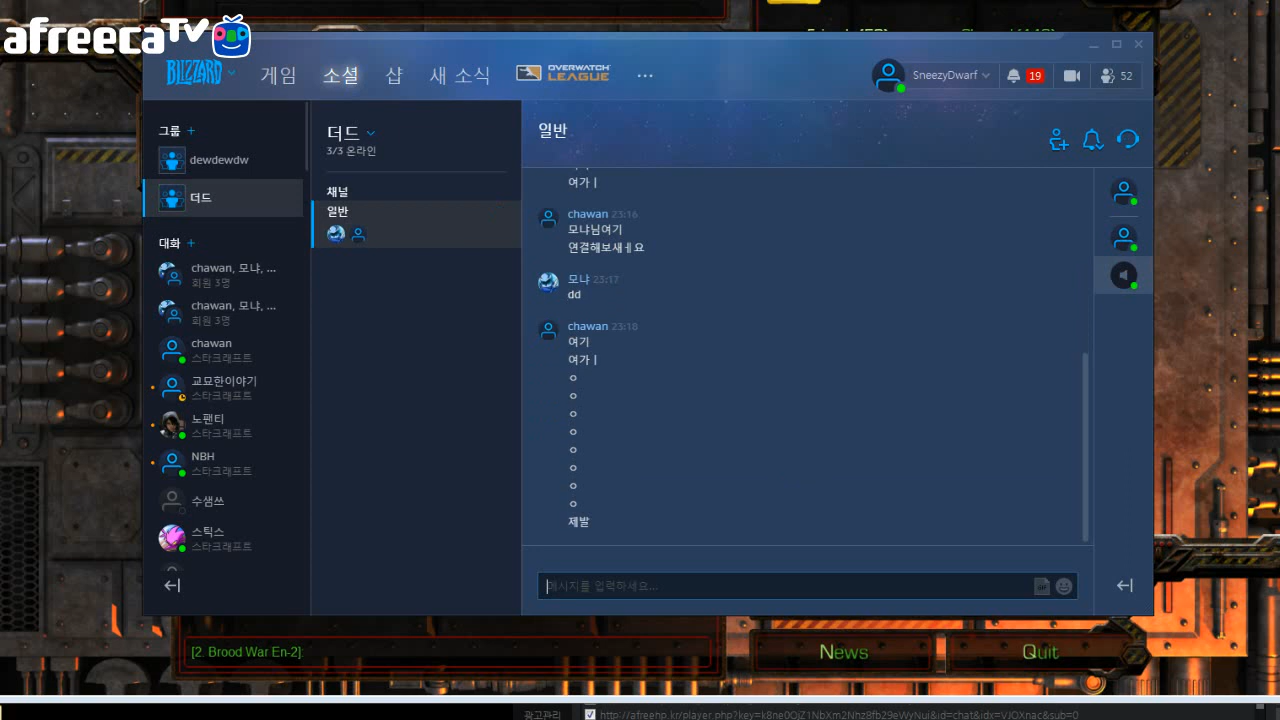 afreecaTV
BLIZZARD
게임
소셜
샵
새 소식
OVERWATCH
LEAGUE
SneezyDwarf
19
52
그룹 +
dewdewdw
더드
대화 +
chawan, 모냐, ...
회원 3명
chawan, 모냐, ...
회원 3명
chawan
스타크래프트
교묘한이야기
스타크래프트
노팬티
스타크래프트
NBH
스타크래프트
수샘쓰
스틱스
스타크래프트
더드
3/3 온라인
채널
일반
일반
여가ㅣ
chawan 23:16
모냐님여기
연결해보새ㅔ요
모냐 23:17
dd
chawan 23:18
여기
여가ㅣ
ㅇ
ㅇ
ㅇ
ㅇ
ㅇ
ㅇ
ㅇ
ㅇ
제발
메시지를 입력하세요...
[2. Brood War En-2]:
News
Quit
광고관리
http://afreehp.kr/player.php?key=k8ne0OjZ1NbXm2Nhz8fb29eWyNui&id=chat&idx=VJOXnac&sub=0